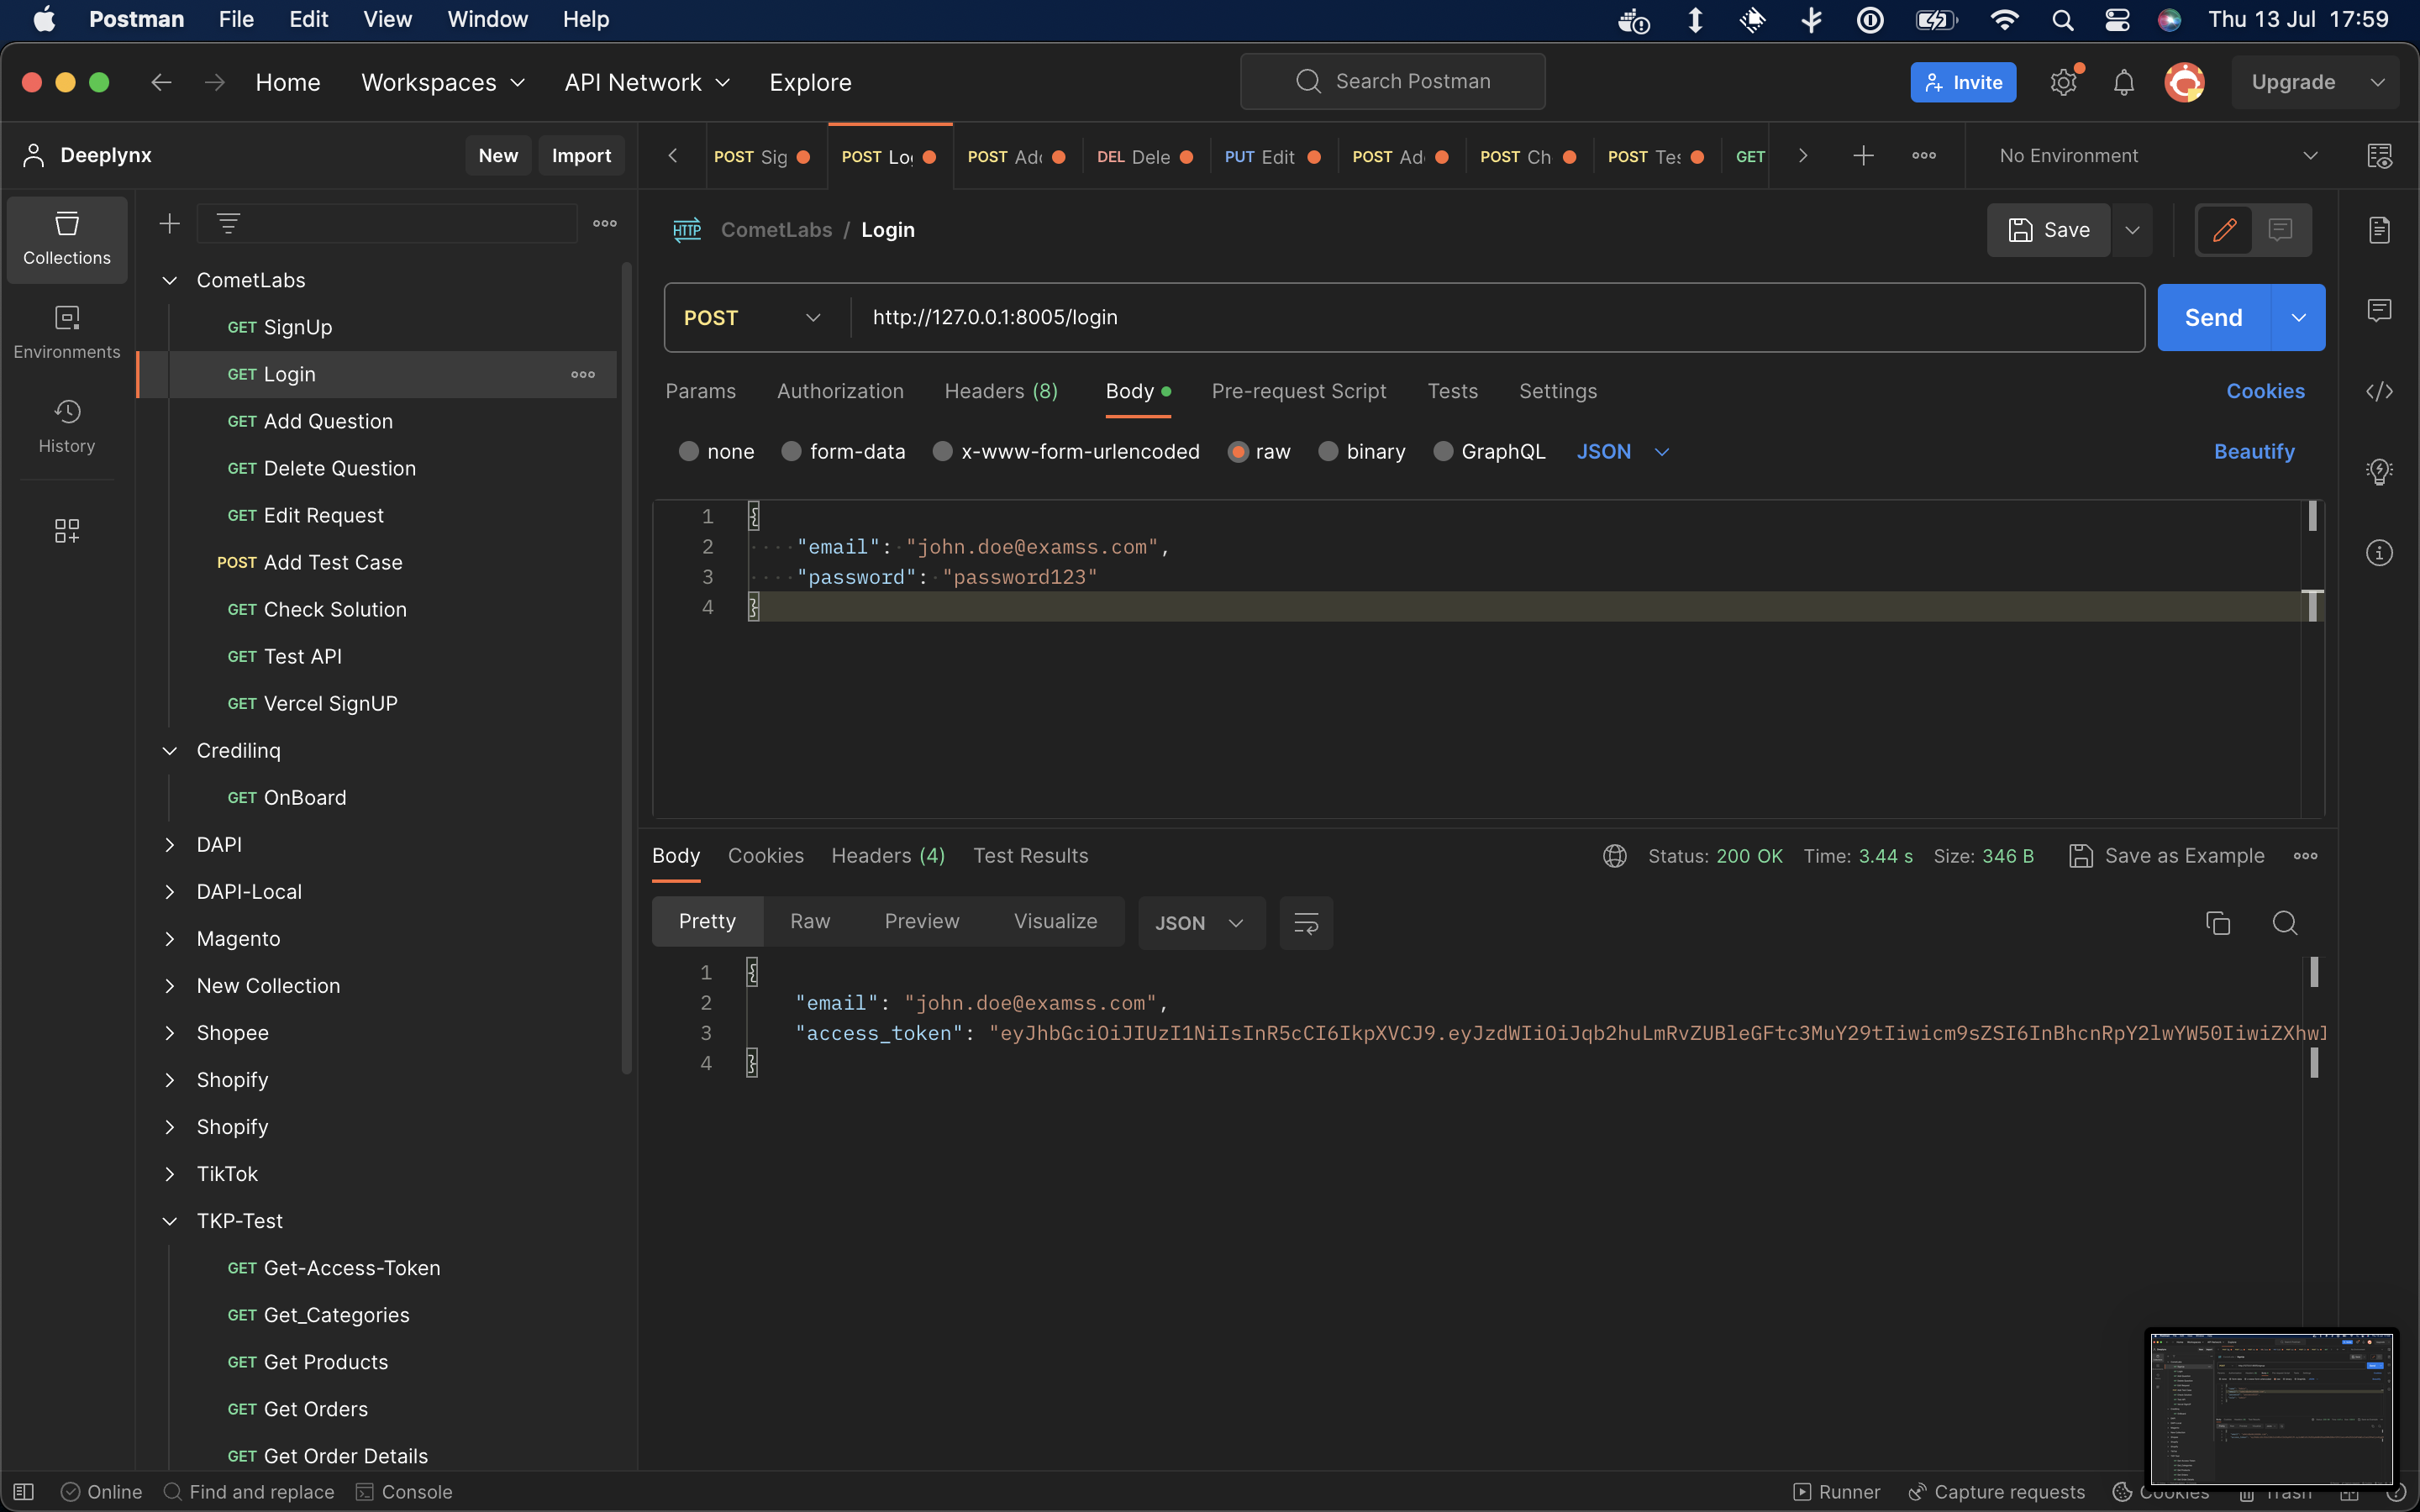 Postman File Edit View Window Help Thu 13 Jul 17:59
Home Workspaces API Network Explore Search Postman Invite Upgrade
Deeplynx New Import POST Sig POST Lo DEL Dele PUT Edit POST Ch POST Tes GET No Environment
Collections
Environments
History
CometLabs
GET SignUp
GET Login
GET Add Question
GET Delete Question
GET Edit Request
POST Add Test Case
GET Check Solution
GET Test API
GET Vercel SignUP
Credilinq
GET OnBoard
DAPI
DAPI-Local
Magento
New Collection
Shopee
Shopify
Shopify
TikTok
TKP-Test
GET Get-Access-Token
GET Get_Categories
GET Get Products
GET Get Orders
GET Get Order Details
HTTP CometLabs / Login Save
POST http://127.0.0.1:8005/login Send
Params Authorization Headers (8) Body Pre-request Script Tests Settings Cookies
none form-data x-www-form-urlencoded raw binary GraphQL JSON Beautify
1 {
2 "email": "john.doe@examss.com",
3 "password": "password123"
4 }
Body Cookies Headers (4) Test Results Status: 200 OK Time: 3.44 s Size: 346 B Save as Example
Pretty Raw Preview Visualize JSON
1 {
2 "email": "john.doe@examss.com",
3 "access_token": "eyJhbGciOiJIUzI1NiIsInR5cCI6IkpXVCJ9.eyJzdWIiOiJqb2huLmRvZUBleGFtc3MuY29tIiwicm9sZSI6InBhcnRpY2lwYW50IiwiZXhwI
4 }
Online Find and replace Console Runner Capture requests Cookies Trash